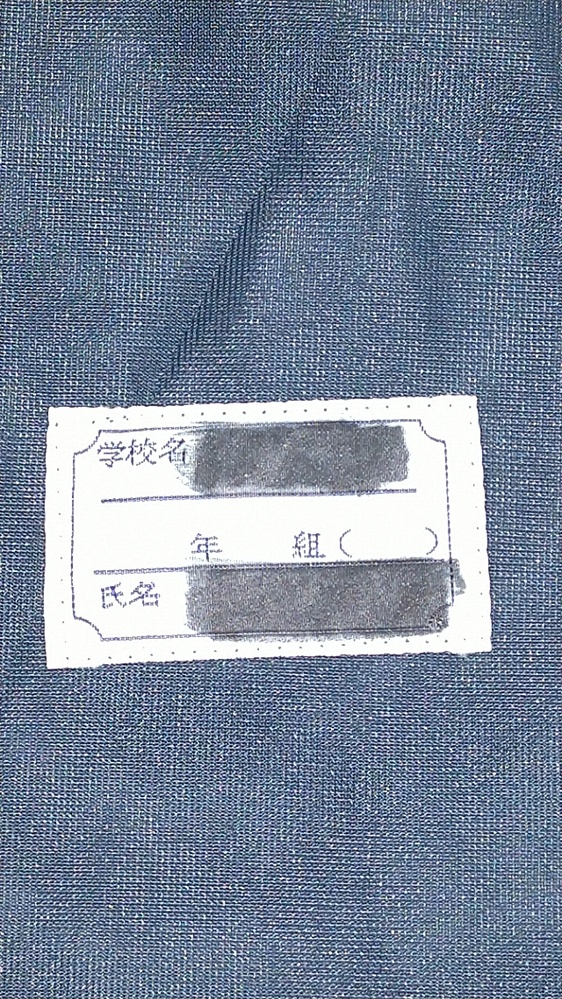 学校名
年 組( )
氏名